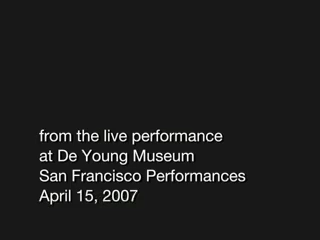 from the live performance
at De Young Museum
San Francisco Performances
April 15, 2007